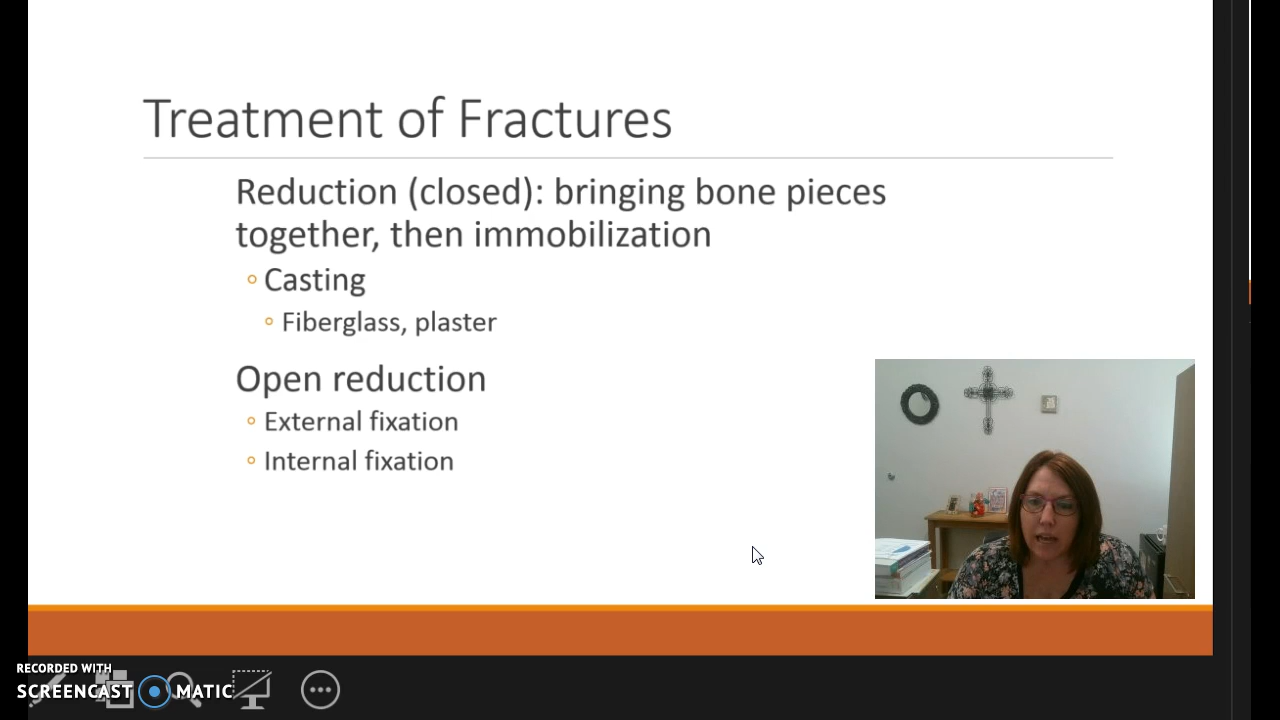 Treatment of Fractures
Reduction (closed): bringing bone pieces
together, then immobilization
Casting
Fiberglass, plaster
Open reduction
External fixation
Internal fixation
RECORDED WITH
SCREENCAST MATIC